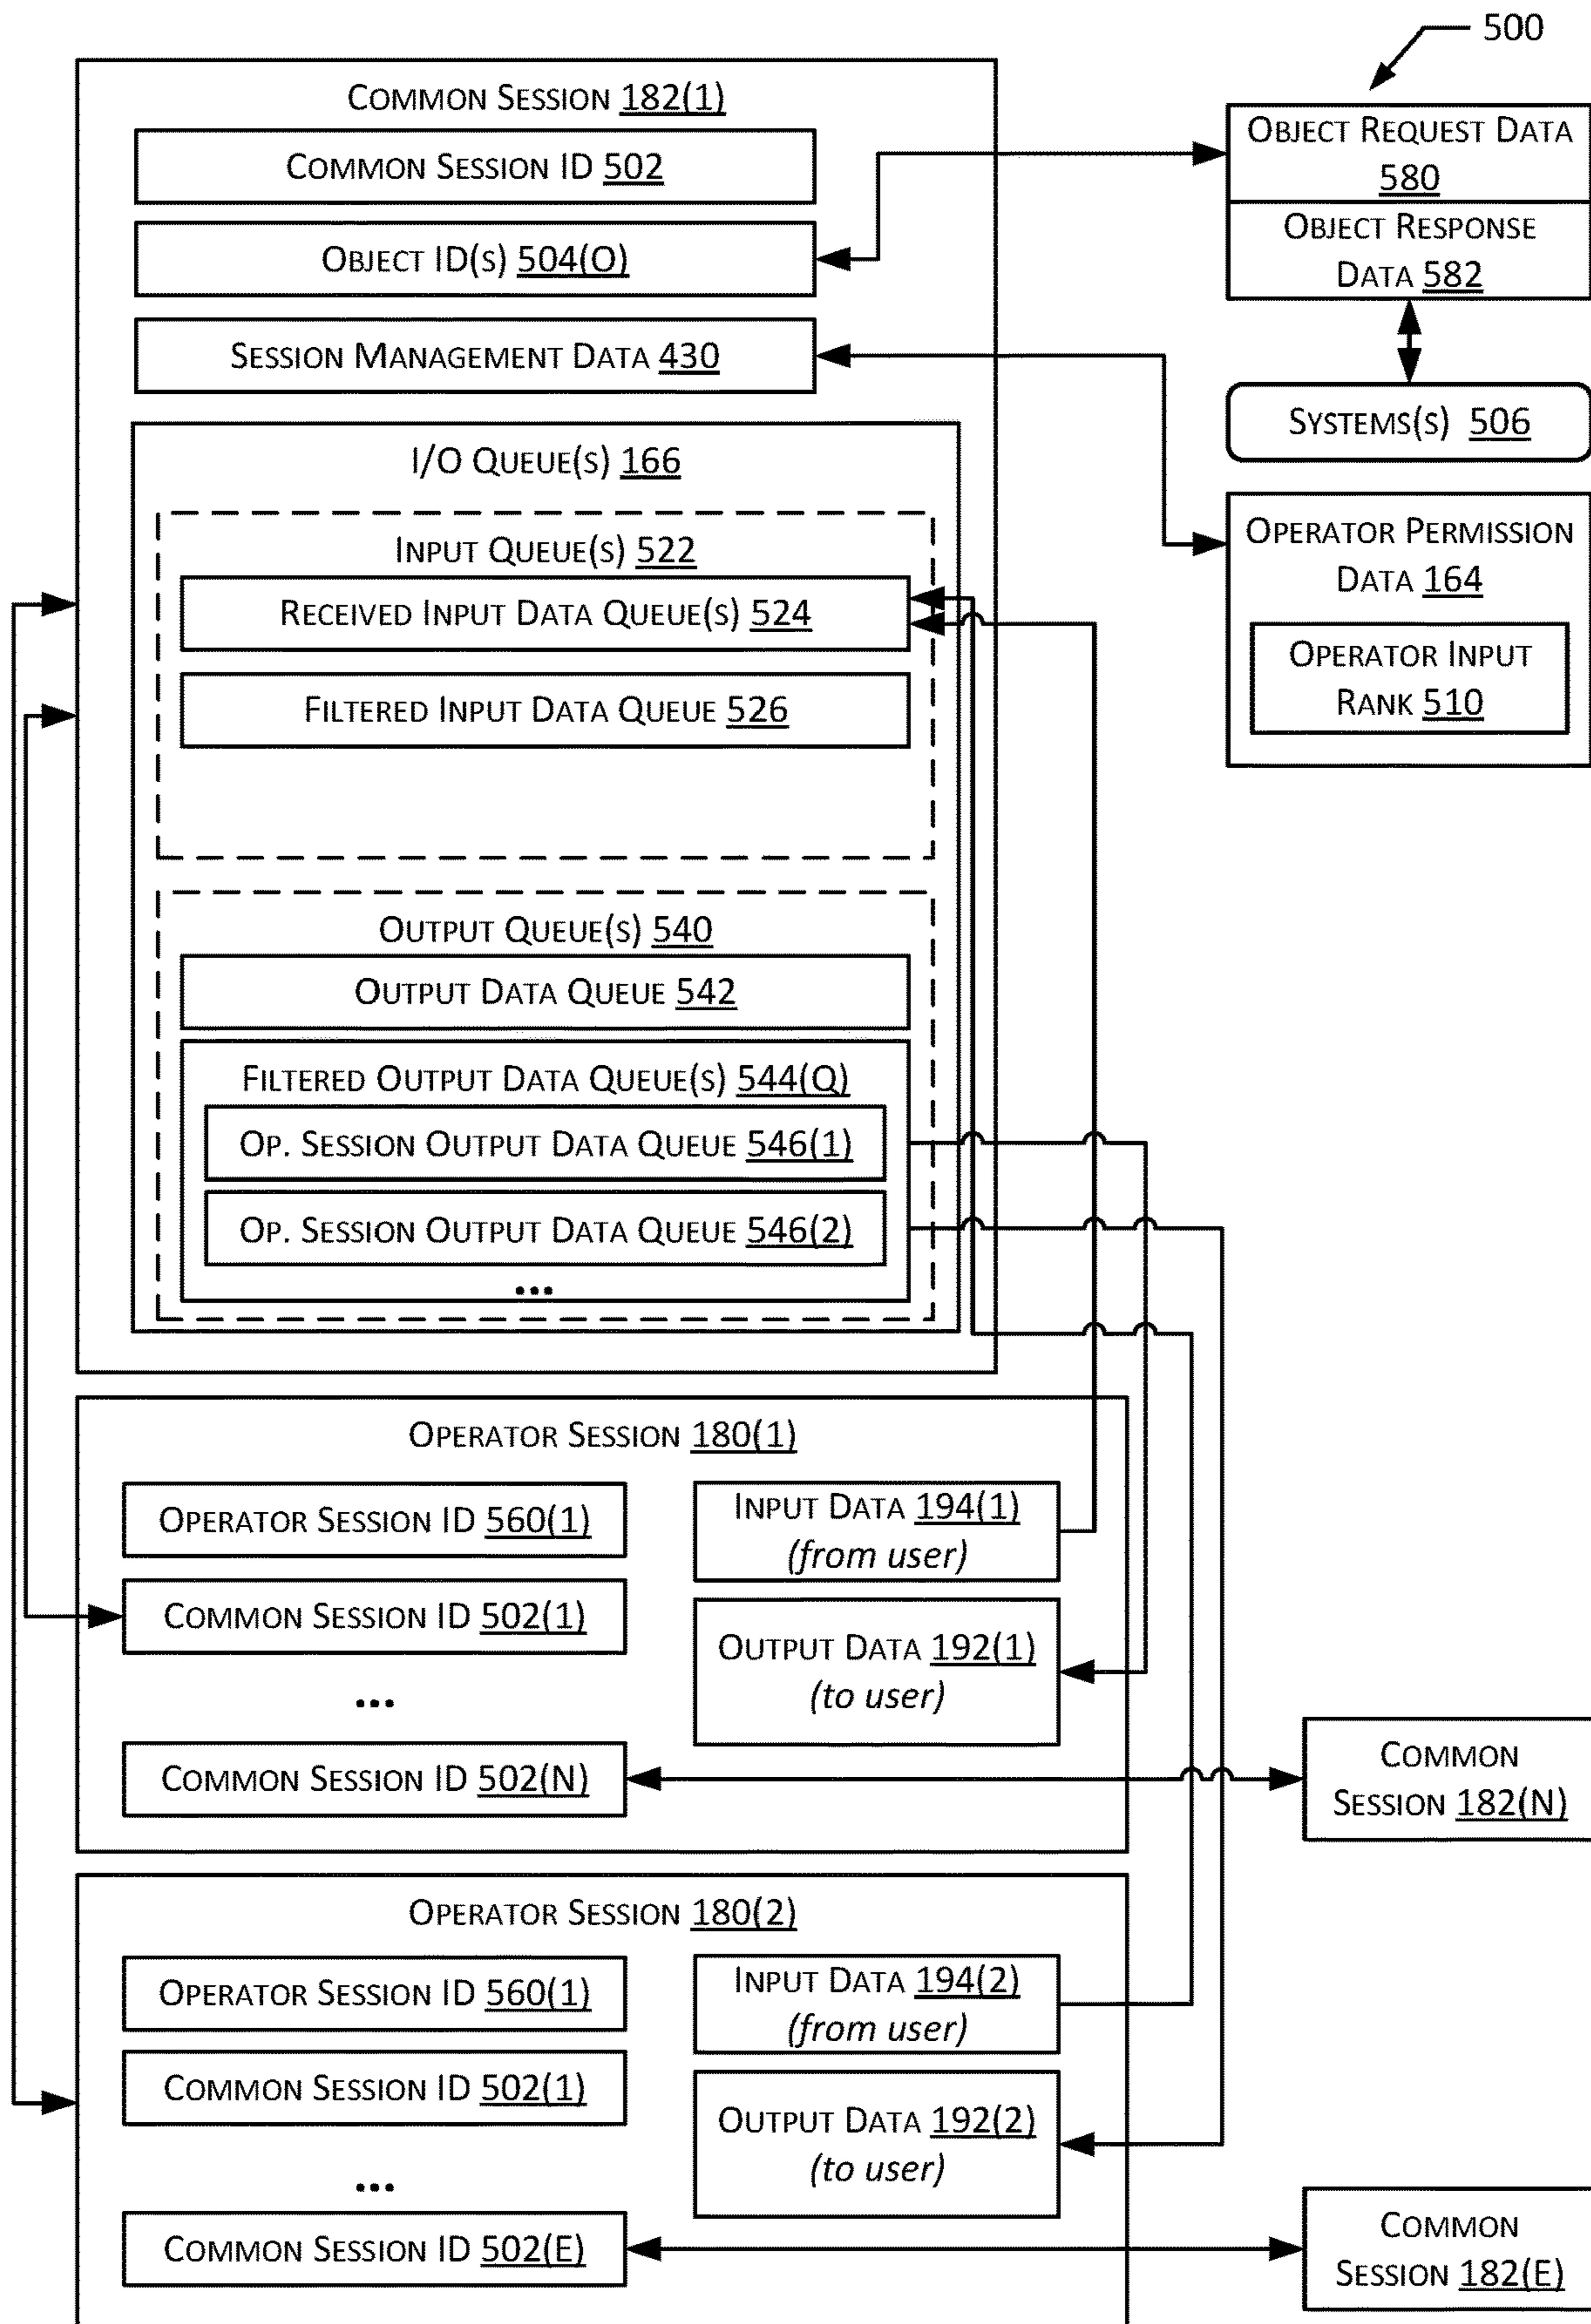 500
COMMON SESSION 182(1)
COMMON SESSION ID 502
OBJECT ID(S) 504(O)
SESSION MANAGEMENT DATA 430
I/O QUEUE(S) 166
INPUT QUEUE(S) 522
RECEIVED INPUT DATA QUEUE(S) 524
FILTERED INPUT DATA QUEUE 526
OUTPUT QUEUE(S) 540
OUTPUT DATA QUEUE 542
FILTERED OUTPUT DATA QUEUE(S) 544(Q)
OP. SESSION OUTPUT DATA QUEUE 546(1)
OP. SESSION OUTPUT DATA QUEUE 546(2)
...
OBJECT REQUEST DATA
580
OBJECT RESPONSE
DATA 582
SYSTEMS(S) 506
OPERATOR PERMISSION
DATA 164
OPERATOR INPUT
RANK 510
OPERATOR SESSION 180(1)
OPERATOR SESSION ID 560(1)
COMMON SESSION ID 502(1)
...
COMMON SESSION ID 502(N)
INPUT DATA 194(1)
(from user)
OUTPUT DATA 192(1)
(to user)
COMMON
SESSION 182(N)
OPERATOR SESSION 180(2)
OPERATOR SESSION ID 560(1)
COMMON SESSION ID 502(1)
...
COMMON SESSION ID 502(E)
INPUT DATA 194(2)
(from user)
OUTPUT DATA 192(2)
(to user)
COMMON
SESSION 182(E)